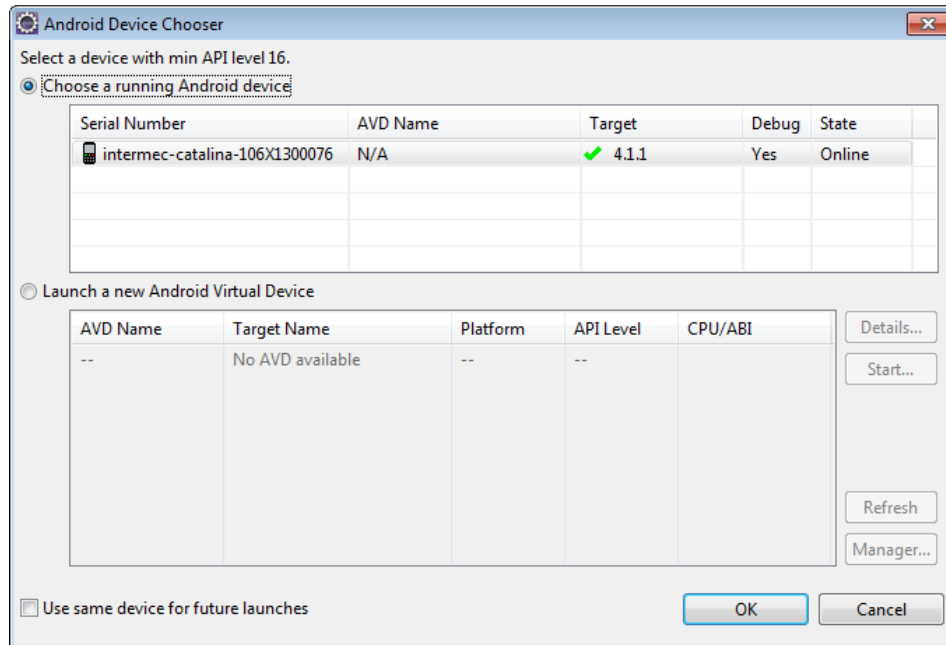 Android Device Chooser
Select a device with min API level 16.
Choose a running Android device
Serial Number AVD Name Target Debug State
intermec-catalina-106X1300076 N/A 4.1.1 Yes Online
Launch a new Android Virtual Device
AVD Name Target Name Platform API Level CPU/ABI
-- No AVD available -- --
Details...
Start...
Refresh
Manager...
Use same device for future launches
OK Cancel